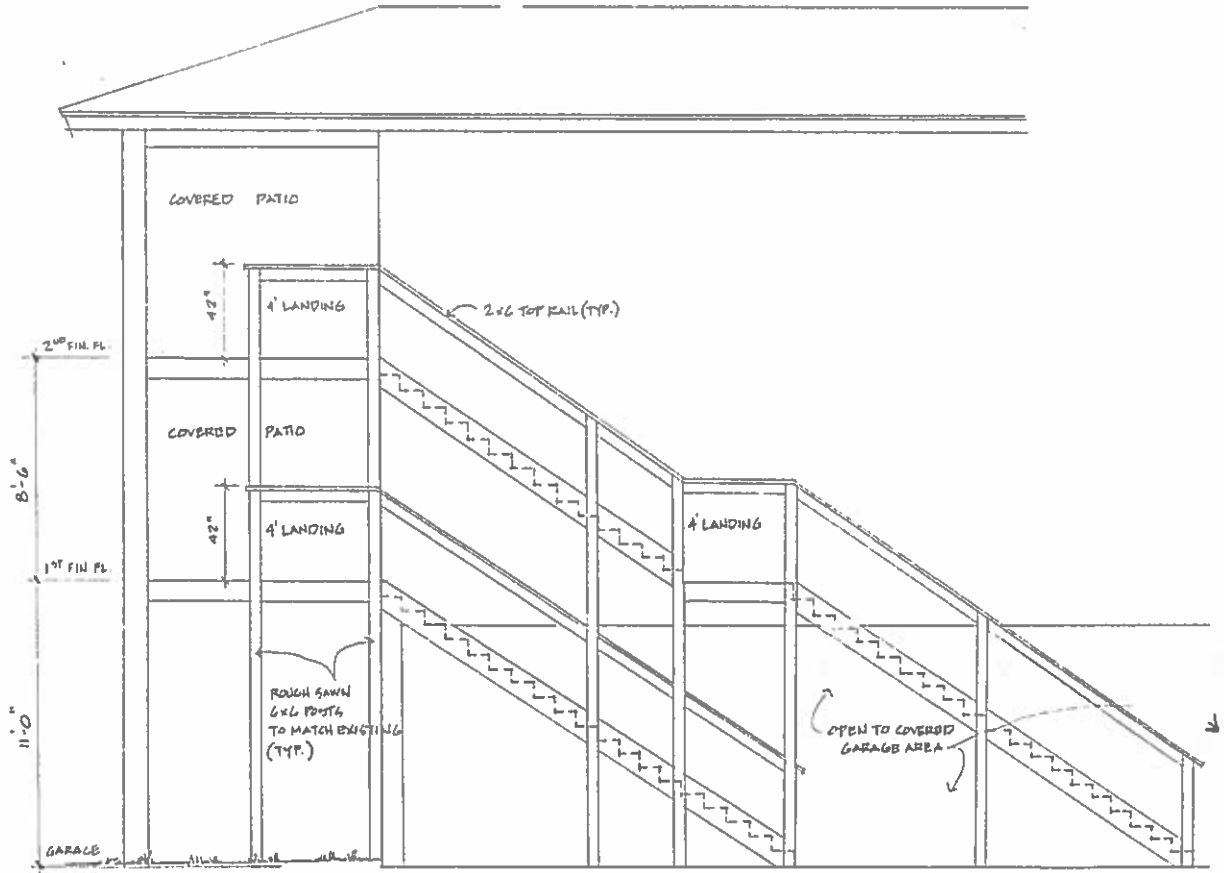 COVERED PATIO
42"
4' LANDING
2x6 TOP RAIL (TYP.)
2ND FIN. FL.
COVERED PATIO
8'-6"
42"
4' LANDING
4' LANDING
1ST FIN FL.
ROUGH SAWN
6x6 POSTS
TO MATCH EXISTING
(TYP.)
OPEN TO COVERED
GARAGE AREA
11'-0"
GARAGE